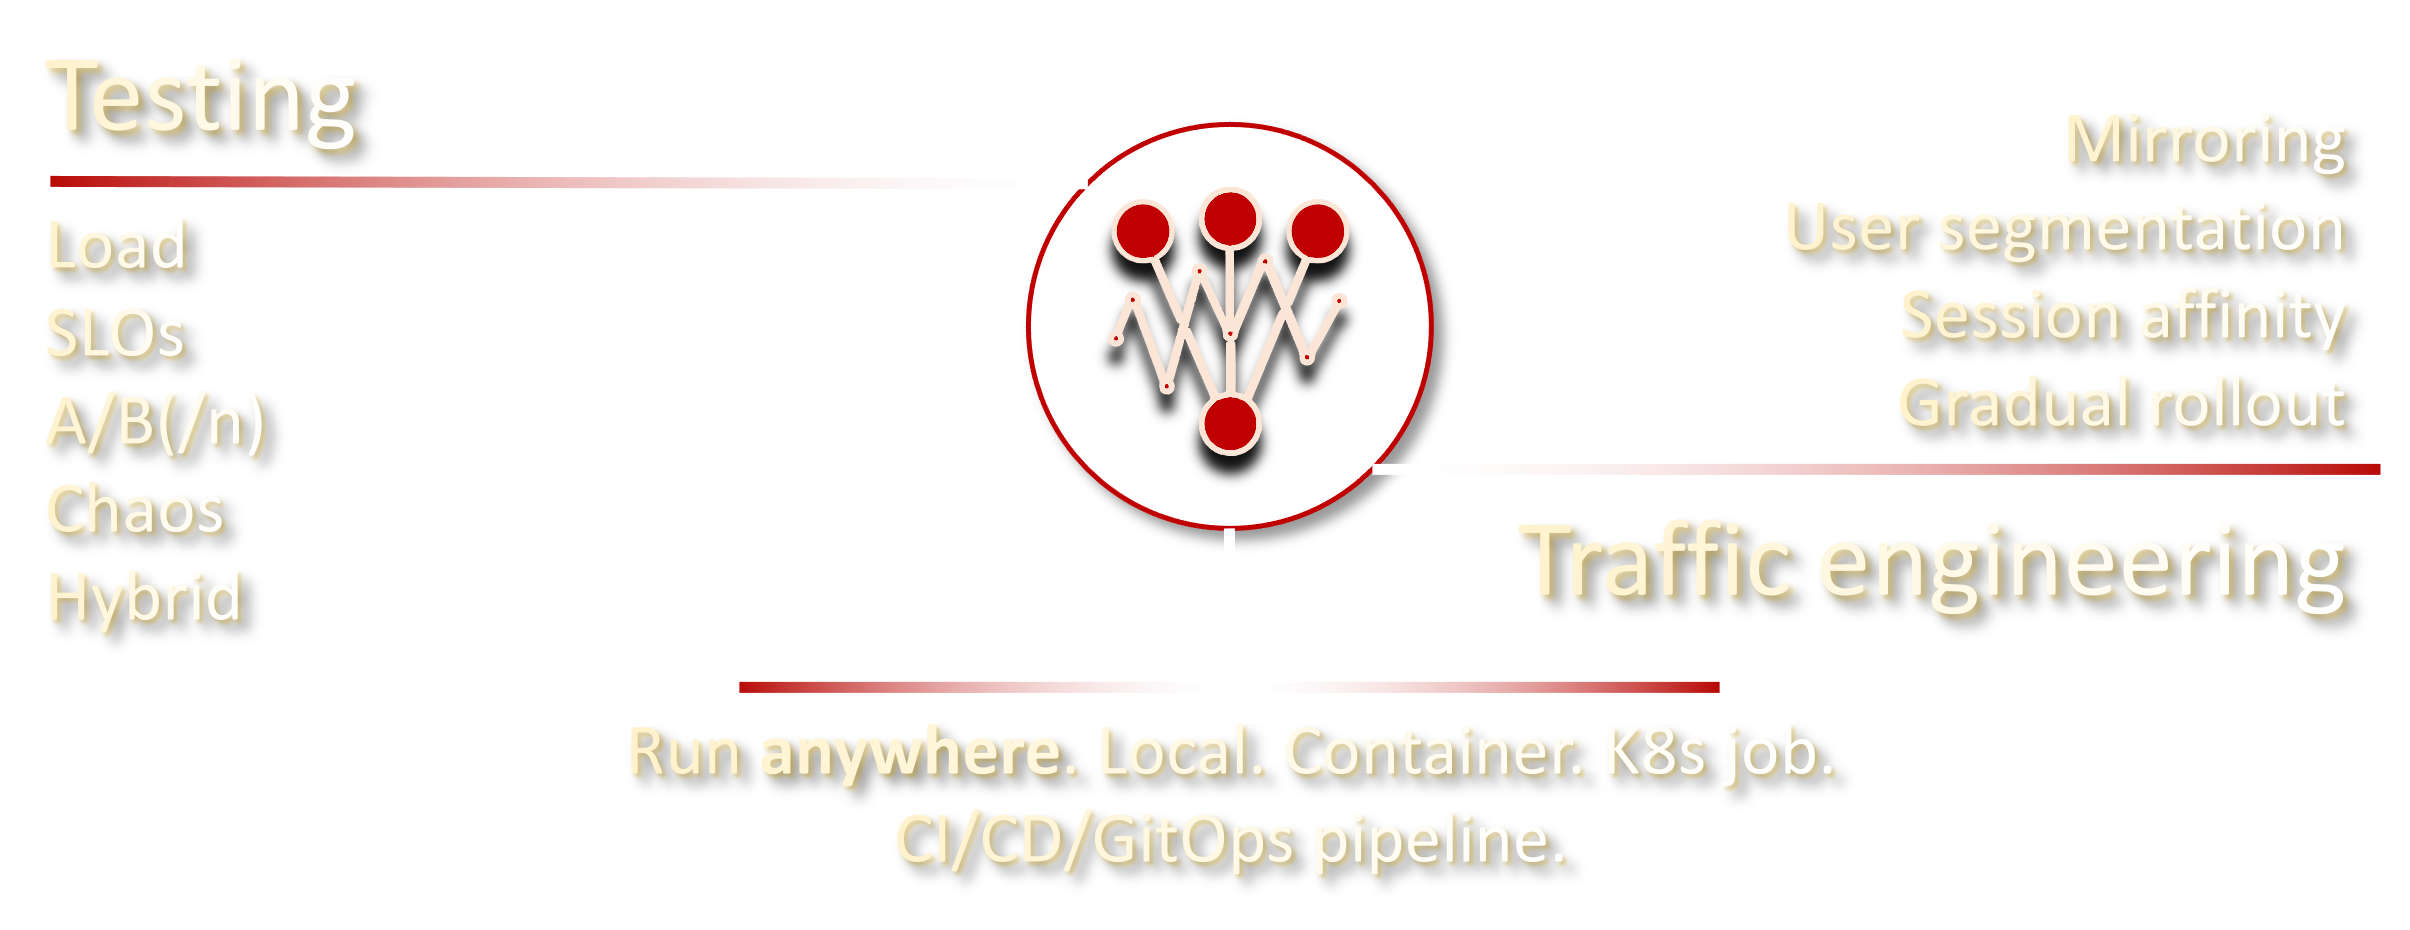 Testing
Load
SLOs
A/B(/n)
Chaos
Hybrid
Mirroring
User segmentation
Session affinity
Gradual rollout
Traffic engineering
Run anywhere. Local. Container. K8s job.
CI/CD/GitOps pipeline.